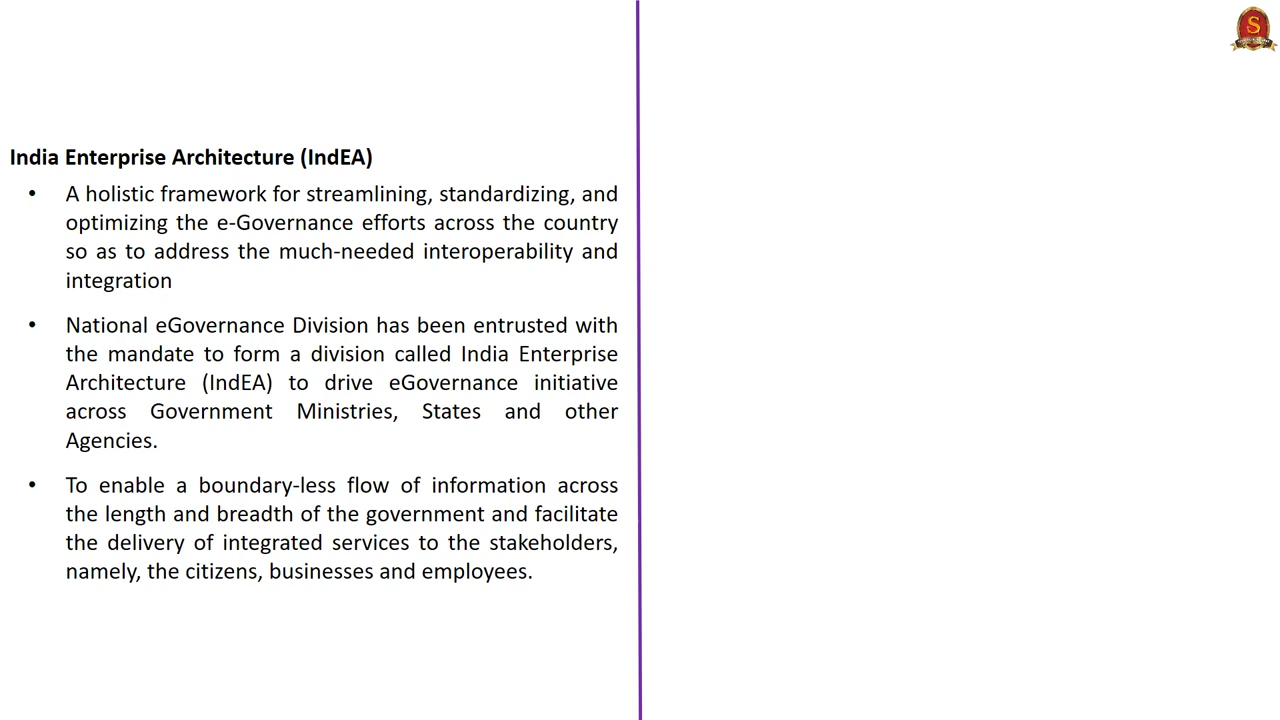 India Enterprise Architecture (IndEA)
• A holistic framework for streamlining, standardizing, and
optimizing the e-Governance efforts across the country
so as to address the much-needed interoperability and
integration
• National eGovernance Division has been entrusted with
the mandate to form a division called India Enterprise
Architecture (IndEA) to drive eGovernance initiative
across Government Ministries, States and other
Agencies.
• To enable a boundary-less flow of information across
the length and breadth of the government and facilitate
the delivery of integrated services to the stakeholders,
namely, the citizens, businesses and employees.
S